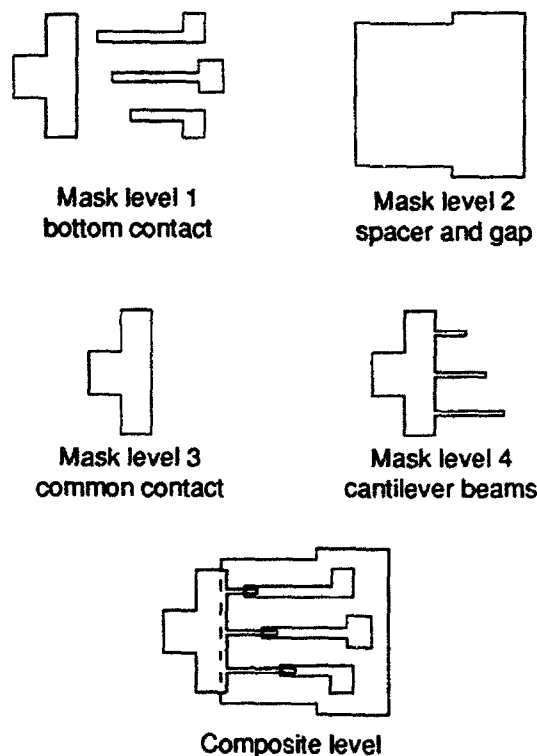 Mask level 1
bottom contact
Mask level 2
spacer and gap
Mask level 3
common contact
Mask level 4
cantilever beams
Composite level